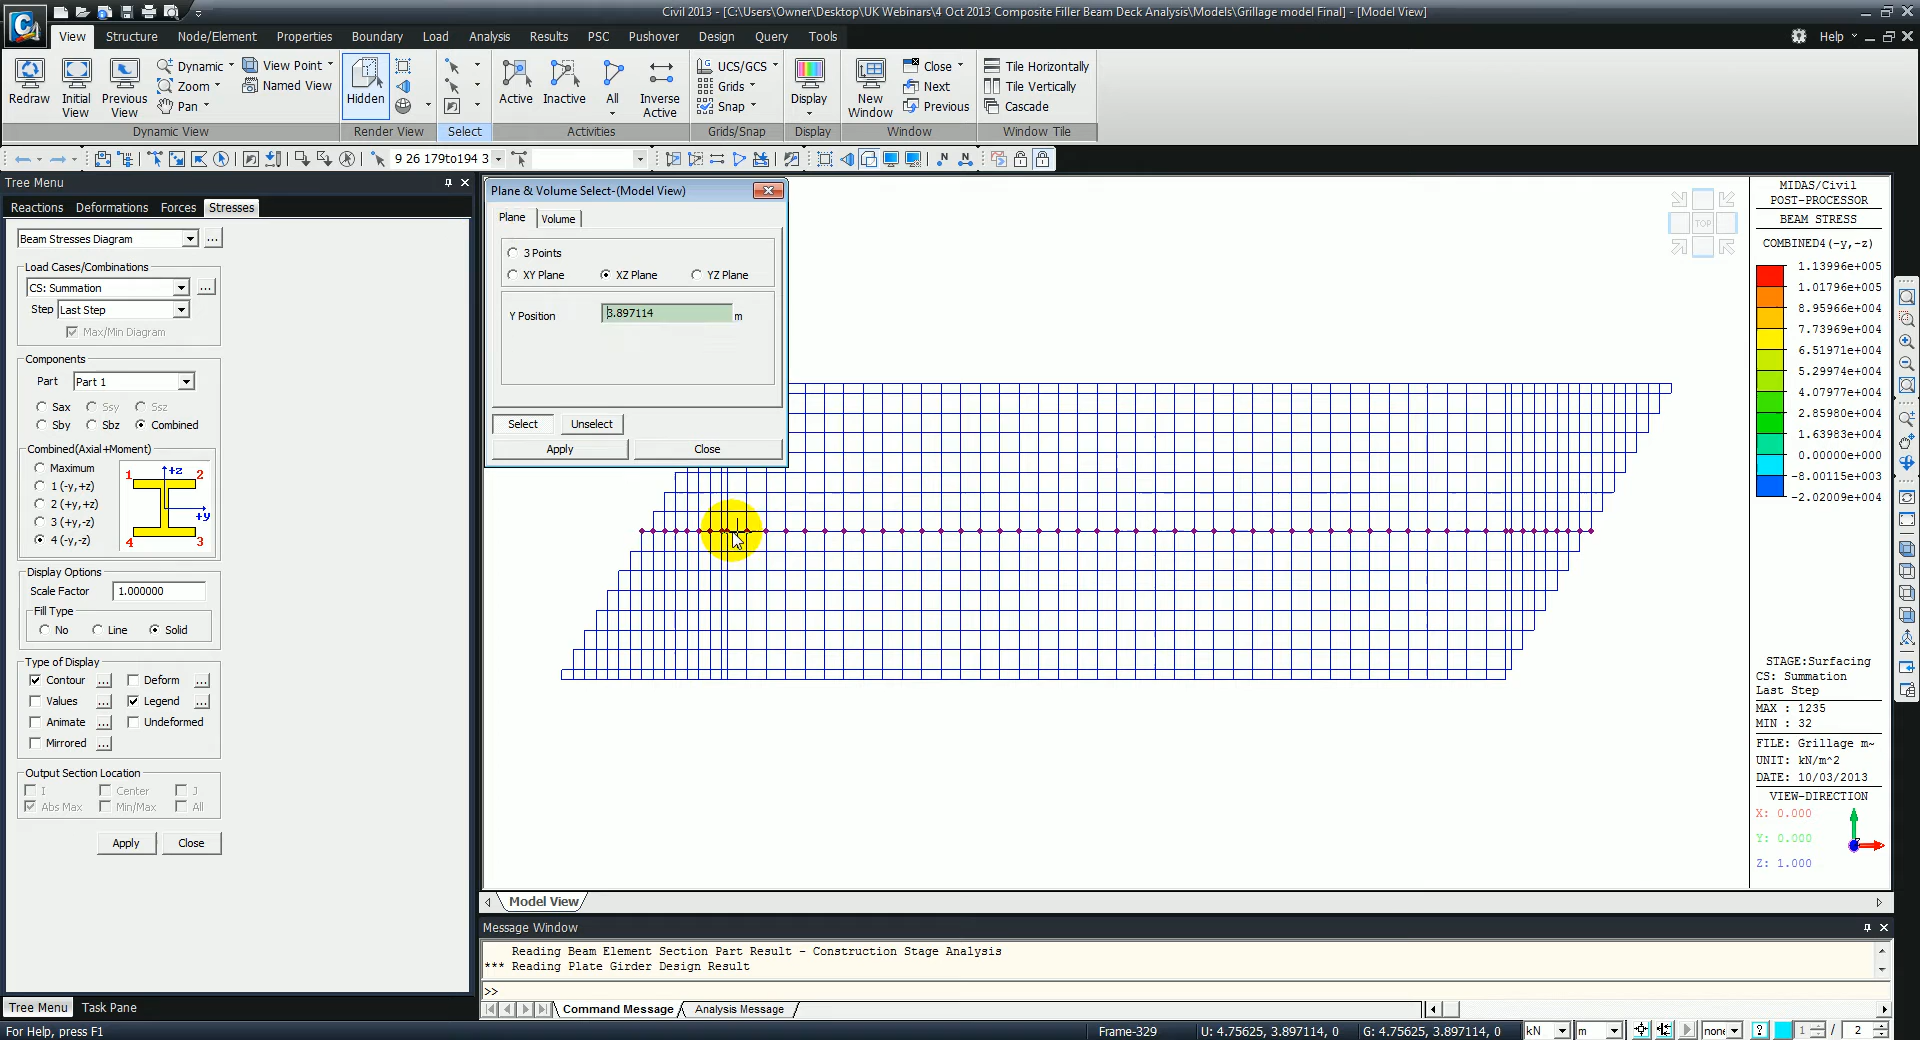 Civil 2013 - [C:\Users\Owner\Desktop\UK Webinars\4 Oct 2013 Composite Filler Beam Deck Analysis\Models\Grillage model Final] - [Model View]
View Structure Node/Element Properties Boundary Load Analysis Results PSC Pushover Design Query Tools Help
Redraw Initial View Previous View Dynamic Zoom Pan View Point Named View
Hidden
Active Inactive All Inverse Active
UCS/GCS Grids Snap
Display
New Window Close Next Previous
Tile Horizontally Tile Vertically Cascade
Dynamic View Render View Select Activities Grids/Snap Display Window Window Tile
9 26 179to194 3
Tree Menu
Reactions Deformations Forces Stresses
Beam Stresses Diagram ...
Load Cases/Combinations
CS: Summation ...
Step Last Step
Max/Min Diagram
Components
Part Part 1
Sax Ssy Ssz
Sby Sbz Combined
Combined(Axial+Moment)
Maximum
1 (-y,+z)
2 (+y,+z)
3 (+y,-z)
4 (-y,-z)
1 +z 2
+y
4 3
Display Options
Scale Factor 1.000000
Fill Type
No Line Solid
Type of Display
Contour ... Deform ...
Values ... Legend ...
Animate ... Undeformed
Mirrored ...
Output Section Location
I Center J
Abs Max Min/Max All
Apply Close
Tree Menu Task Pane
Plane & Volume Select-(Model View)
Plane Volume
3 Points
XY Plane XZ Plane YZ Plane
Y Position 3.897114 m
Select Unselect
Apply Close
TOP
MIDAS/Civil
POST-PROCESSOR
BEAM STRESS
COMBINED4(-y,-z)
1.13996e+005
1.01796e+005
8.95966e+004
7.73969e+004
6.51971e+004
5.29974e+004
4.07977e+004
2.85980e+004
1.63983e+004
0.00000e+000
-8.00115e+003
-2.02009e+004
STAGE:Surfacing
CS: Summation
Last Step
MAX : 1235
MIN : 32
FILE: Grillage m~
UNIT: kN/m^2
DATE: 10/03/2013
VIEW-DIRECTION
X: 0.000
Y: 0.000
Z: 1.000
Z
Model View
Message Window
Reading Beam Element Section Part Result - Construction Stage Analysis
*** Reading Plate Girder Design Result
>>
Command Message Analysis Message
For Help, press F1
Frame-329 U: 4.75625, 3.897114, 0 G: 4.75625, 3.897114, 0 kN m none ? 1 / 2